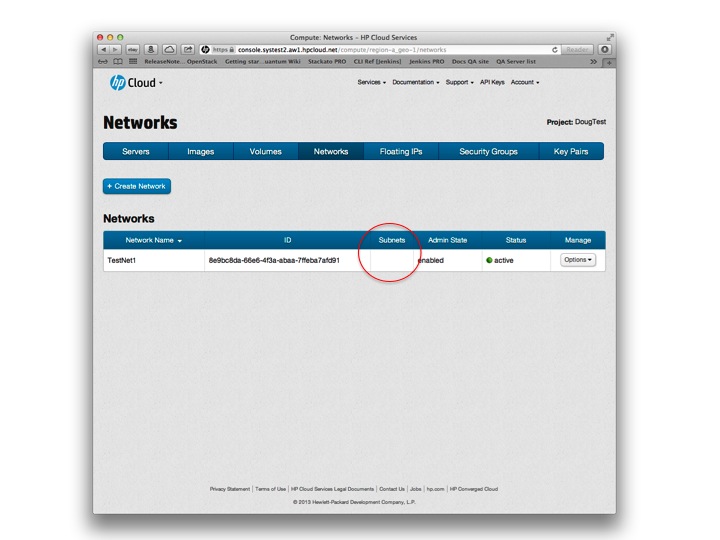 Compute: Networks – HP Cloud Services
ebay https console.systest2.aw1.hpcloud.net/compute/region-a_geo-1/networks Reader
ReleaseNote... OpenStack Getting star...uantum Wiki Stackato PRO CLI Ref [Jenkins] Jenkins PRO Docs QA site QA Server list
hp Cloud Services Documentation Support API Keys Account
Networks Project: DougTest
Servers Images Volumes Networks Floating IPs Security Groups Key Pairs
+ Create Network
Networks
Network Name ID Subnets Admin State Status Manage
TestNet1 8e9bc8da-66e6-4f3a-abaa-7ffeba7afd91 enabled active Options
Privacy Statement | Terms of Use | HP Cloud Services Legal Documents | Contact Us | Jobs | hp.com | HP Converged Cloud
© 2013 Hewlett-Packard Development Company, L.P.